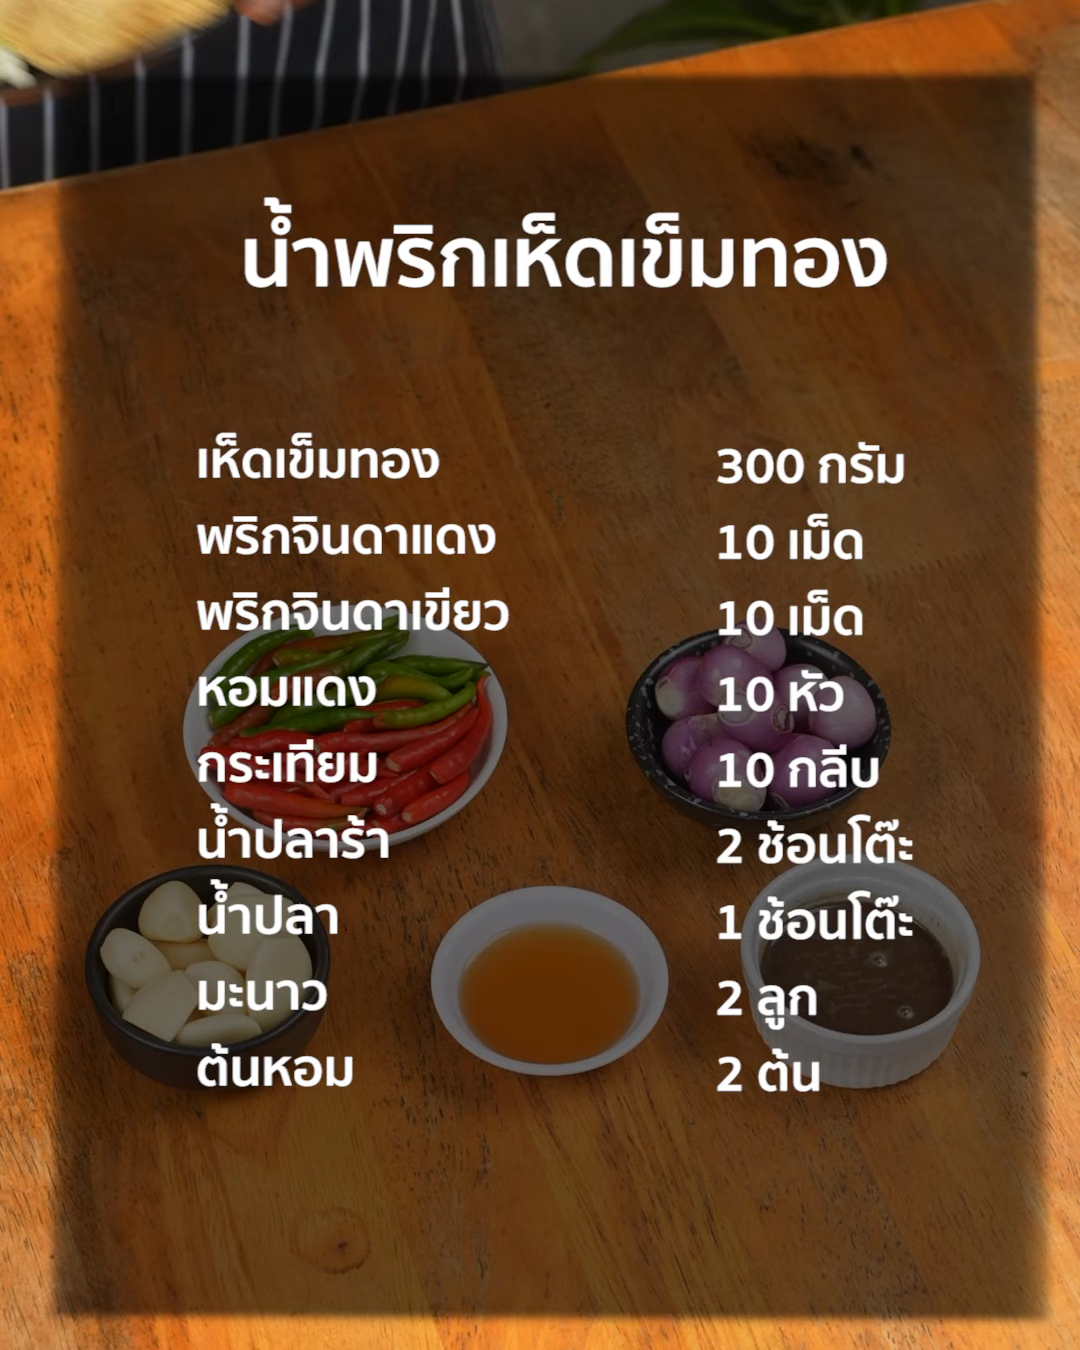 น้ำพริกเห็ดเข็มทอง
เห็ดเข็มทอง 300 กรัม
พริกจินดาแดง 10 เม็ด
พริกจินดาเขียว 10 เม็ด
หอมแดง 10 หัว
กระเทียม 10 กลีบ
น้ำปลาร้า 2 ช้อนโต๊ะ
น้ำปลา 1 ช้อนโต๊ะ
มะนาว 2 ลูก
ต้นหอม 2 ต้น